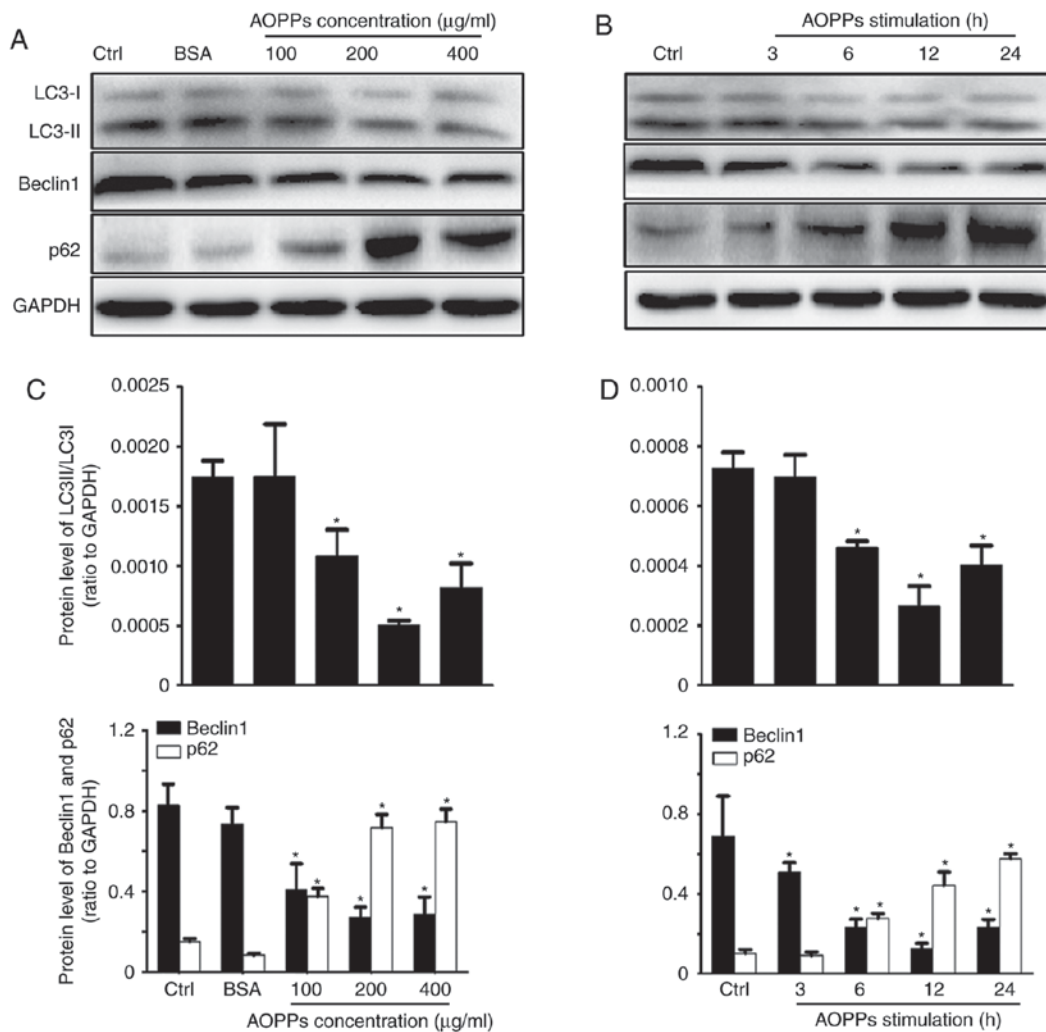 A
AOPPs concentration (µg/ml)
Ctrl BSA 100 200 400
LC3-I
LC3-II
Beclin1
p62
GAPDH
B
AOPPs stimulation (h)
Ctrl 3 6 12 24
C
Protein level of LC3II/LC3I
(ratio to GAPDH)
0.0025
0.0020
0.0015
0.0010
0.0005
0
* * *
D
0.0010
0.0008
0.0006
0.0004
0.0002
0
* * *
Protein level of Beclin1 and p62
(ratio to GAPDH)
1.2
0.8
0.4
0
Beclin1
p62
* * * * * *
Ctrl BSA 100 200 400
AOPPs concentration (µg/ml)
1.2
0.8
0.4
0
Beclin1
p62
* * * * * * *
Ctrl 3 6 12 24
AOPPs stimulation (h)